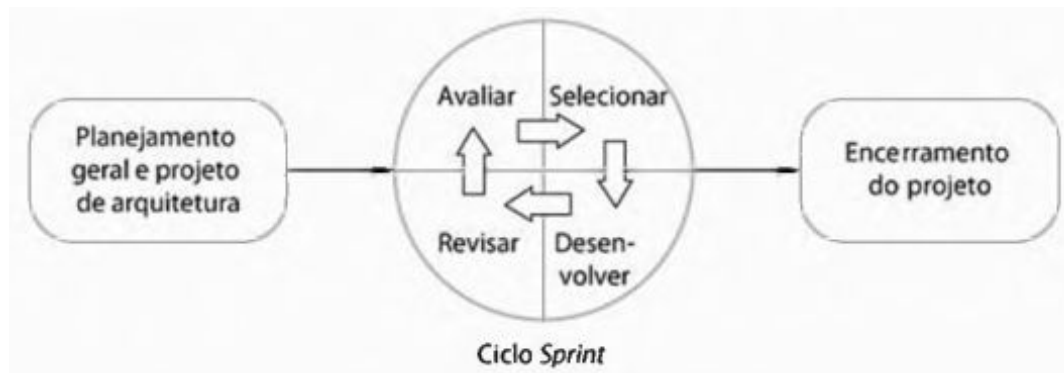 Planejamento
geral e projeto
de arquitetura
Avaliar
Selecionar
Revisar
Desen-
volver
Encerramento
do projeto
Ciclo Sprint